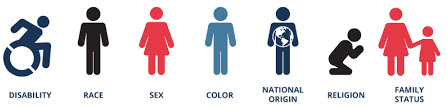 DISABILITY
RACE
SEX
COLOR
NATIONAL
ORIGIN
RELIGION
FAMILY
STATUS